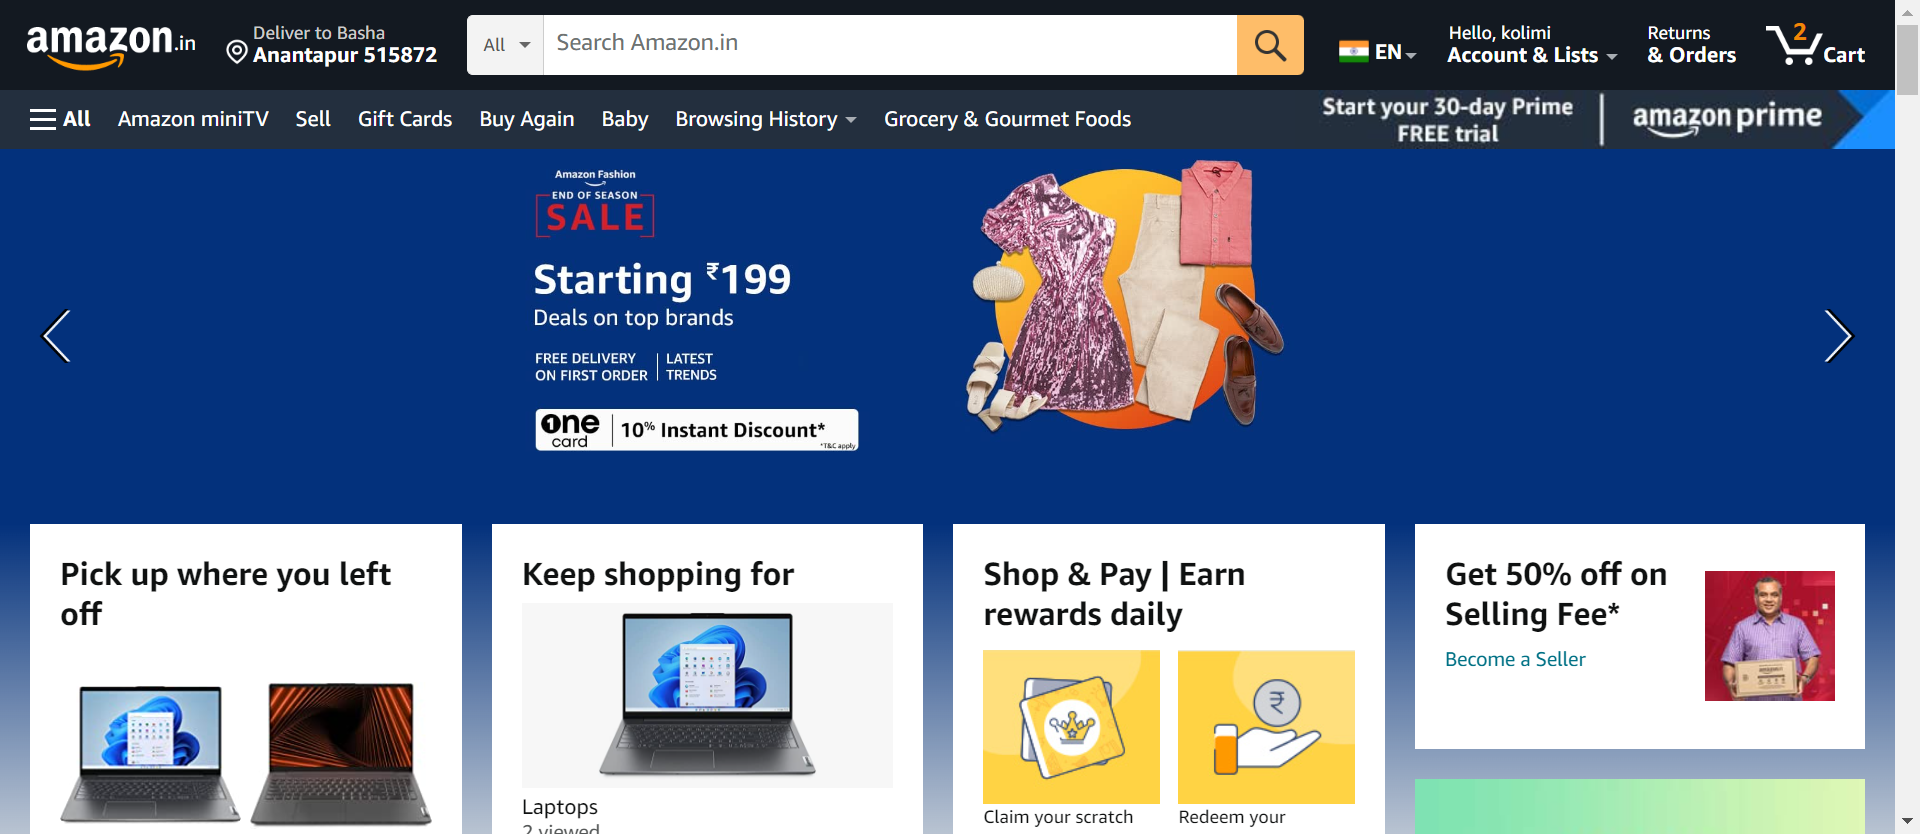 amazon.in
Deliver to Basha
Anantapur 515872
All
Search Amazon.in
EN
Hello, kolimi
Account & Lists
Returns
& Orders
2
Cart
All
Amazon miniTV
Sell
Gift Cards
Buy Again
Baby
Browsing History
Grocery & Gourmet Foods
Start your 30-day Prime
FREE trial
amazon prime
Amazon Fashion
END OF SEASON
SALE
Starting ₹199
Deals on top brands
FREE DELIVERY
ON FIRST ORDER
LATEST
TRENDS
one
card
10% Instant Discount*
*T&C apply
Pick up where you left
off
Keep shopping for
Laptops
2 viewed
Shop & Pay | Earn
rewards daily
₹
Claim your scratch
Redeem your
Get 50% off on
Selling Fee*
Become a Seller
amazon